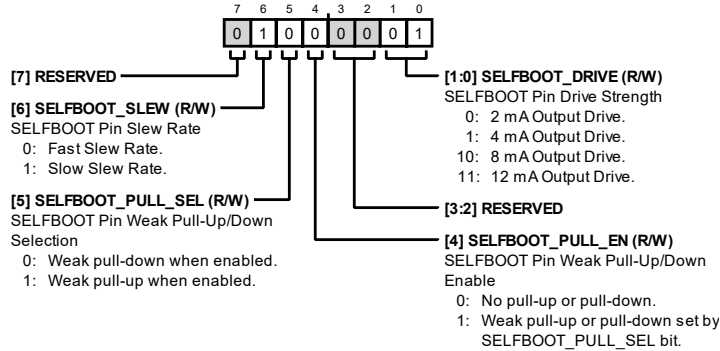 7 6 5 4 3 2 1 0
0 1 0 0 0 0 0 1
[7] RESERVED
[6] SELFBOOT_SLEW (R/W)
SELFBOOT Pin Slew Rate
0: Fast Slew Rate.
1: Slow Slew Rate.
[5] SELFBOOT_PULL_SEL (R/W)
SELFBOOT Pin Weak Pull-Up/Down
Selection
0: Weak pull-down when enabled.
1: Weak pull-up when enabled.
[1:0] SELFBOOT_DRIVE (R/W)
SELFBOOT Pin Drive Strength
0: 2 mA Output Drive.
1: 4 mA Output Drive.
10: 8 mA Output Drive.
11: 12 mA Output Drive.
[3:2] RESERVED
[4] SELFBOOT_PULL_EN (R/W)
SELFBOOT Pin Weak Pull-Up/Down
Enable
0: No pull-up or pull-down.
1: Weak pull-up or pull-down set by
SELFBOOT_PULL_SEL bit.